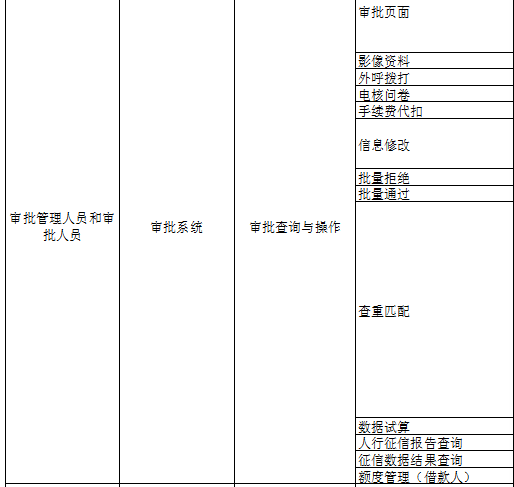 审批页面
影像资料
外呼拨打
电核问卷
手续费代扣
信息修改
批量拒绝
批量通过
审批管理人员和审
批人员
审批系统
审批查询与操作
查重匹配
数据试算
人行征信报告查询
征信数据结果查询
额度管理（借款人）